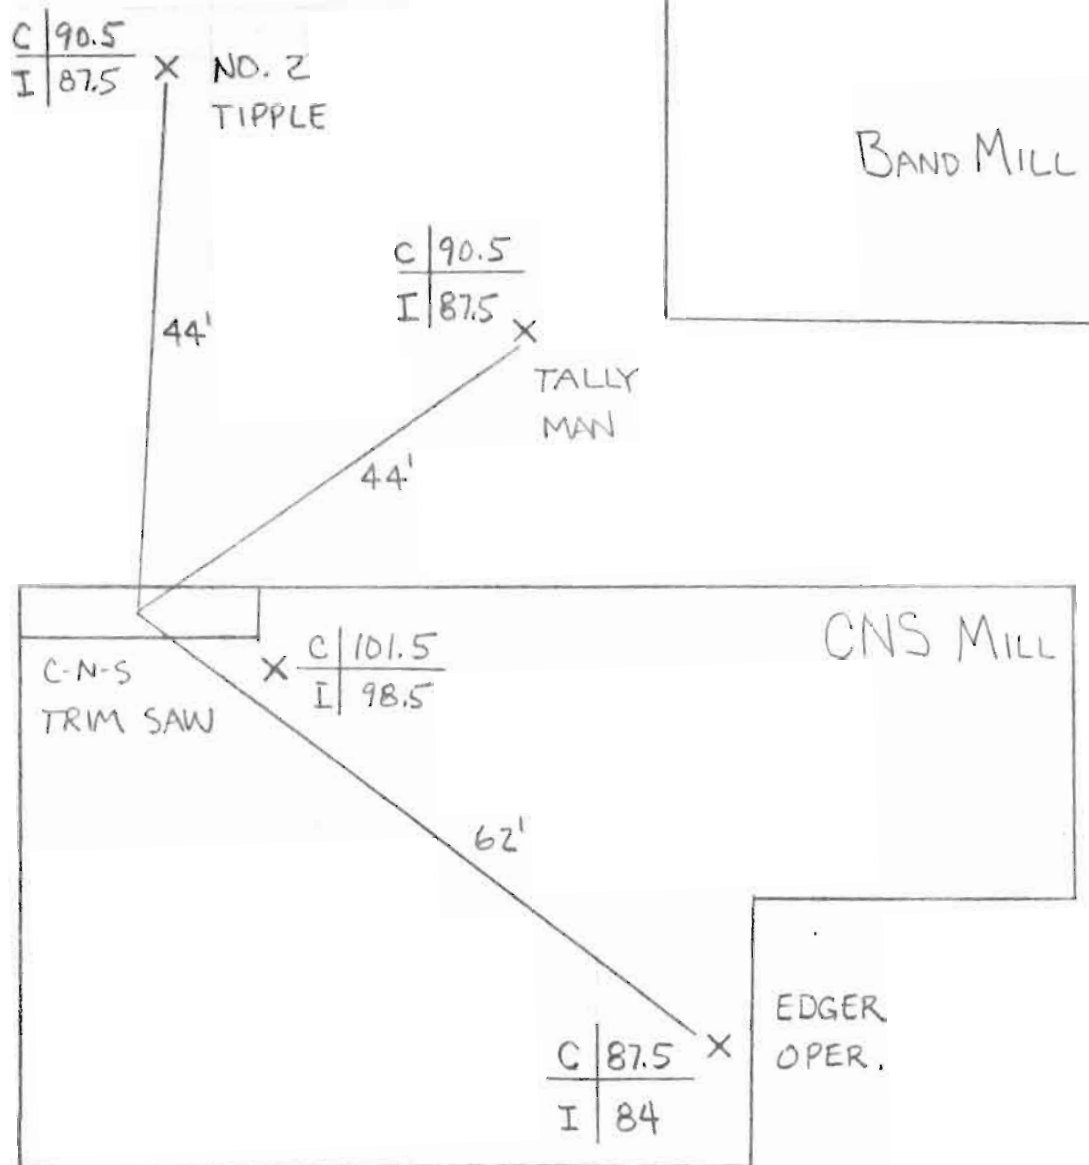 C 90.5
I 87.5
NO. 2
TIPPLE
BAND MILL
C 90.5
I 87.5
44'
TALLY
MAN
44'
CNS MILL
C-N-S
TRIM SAW
C 101.5
I 98.5
62'
EDGER
OPER.
C 87.5
I 84